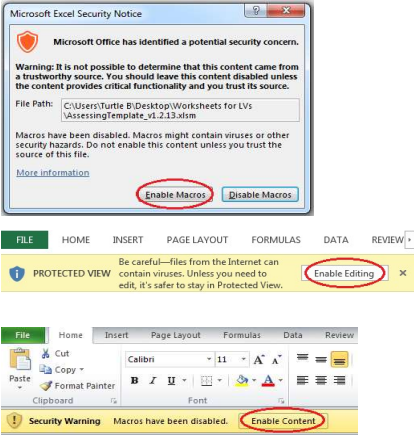 Microsoft Excel Security Notice
Microsoft Office has identified a potential security concern.
Warning: It is not possible to determine that this content came from
a trustworthy source. You should leave this content disabled unless
the content provides critical functionality and you trust its source.
File Path: C:\Users\Turtle B\Desktop\Worksheets for LVs
\AssessingTemplate_v1.2.13.xlsm
Macros have been disabled. Macros might contain viruses or other
security hazards. Do not enable this content unless you trust the
source of this file.
More information
Enable Macros Disable Macros
FILE HOME INSERT PAGE LAYOUT FORMULAS DATA REVIEW
PROTECTED VIEW Be careful—files from the Internet can
contain viruses. Unless you need to
edit, it's safer to stay in Protected View.
Enable Editing
File Home Insert Page Layout Formulas Data Review
Cut
Copy
Paste
Format Painter
Calibri 11 A A
B I U A
Clipboard Font
Security Warning Macros have been disabled. Enable Content